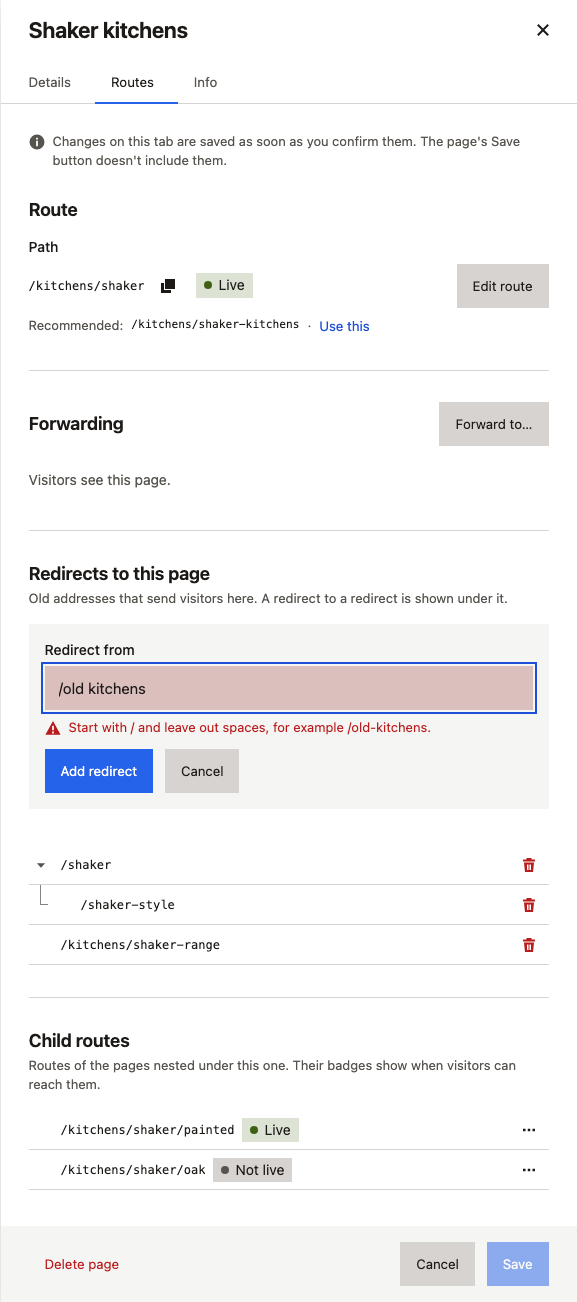 Shaker kitchens
Details Routes Info
Changes on this tab are saved as soon as you confirm them. The page's Save
button doesn't include them.
Route
Path
/kitchens/shaker Live Edit route
Recommended: /kitchens/shaker-kitchens · Use this
Forwarding Forward to...
Visitors see this page.
Redirects to this page
Old addresses that send visitors here. A redirect to a redirect is shown under it.
Redirect from
/old kitchens
Start with / and leave out spaces, for example /old-kitchens.
Add redirect Cancel
/shaker
/shaker-style
/kitchens/shaker-range
Child routes
Routes of the pages nested under this one. Their badges show when visitors can
reach them.
/kitchens/shaker/painted Live
/kitchens/shaker/oak Not live
Delete page Cancel Save